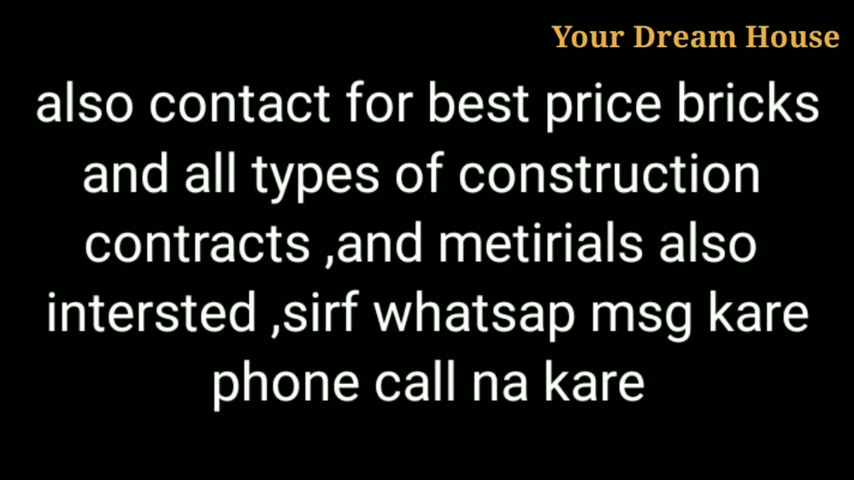 Your Dream House
also contact for best price bricks
and all types of construction
contracts ,and metirials also
intersted ,sirf whatsap msg kare
phone call na kare